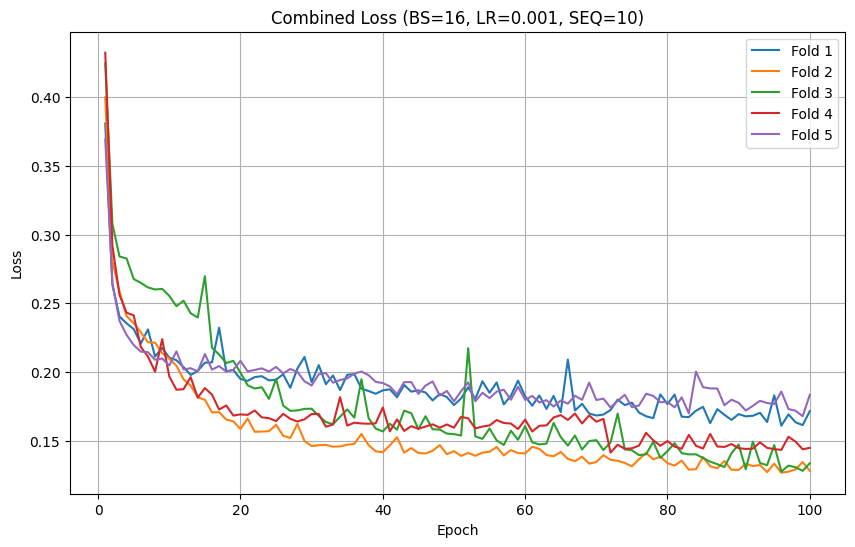 Combined Loss (BS=16, LR=0.001, SEQ=10)
Fold 1
Fold 2
Fold 3
Fold 4
Fold 5
Loss
0.40
0.35
0.30
0.25
0.20
0.15
0
20
40
60
80
100
Epoch